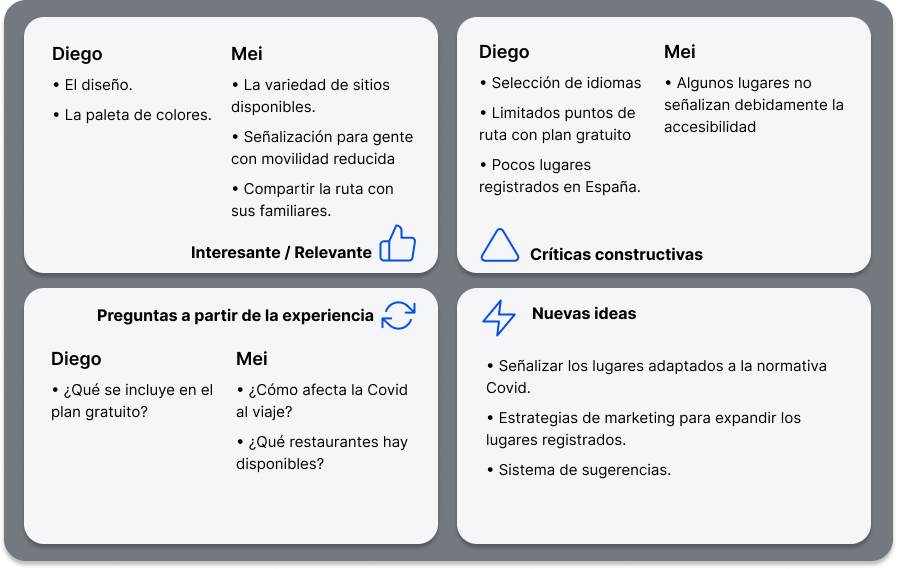 Diego
• El diseño.
• La paleta de colores.
Mei
• La variedad de sitios
disponibles.
• Señalización para gente
con movilidad reducida
• Compartir la ruta con
sus familiares.
Interesante / Relevante
Diego
• Selección de idiomas
• Limitados puntos de
ruta con plan gratuito
• Pocos lugares
registrados en España.
Mei
• Algunos lugares no
señalizan debidamente la
accesibilidad
Críticas constructivas
Preguntas a partir de la experiencia
Diego
• ¿Qué se incluye en el
plan gratuito?
Mei
• ¿Cómo afecta la Covid
al viaje?
• ¿Qué restaurantes hay
disponibles?
Nuevas ideas
• Señalizar los lugares adaptados a la normativa
Covid.
• Estrategias de marketing para expandir los
lugares registrados.
• Sistema de sugerencias.